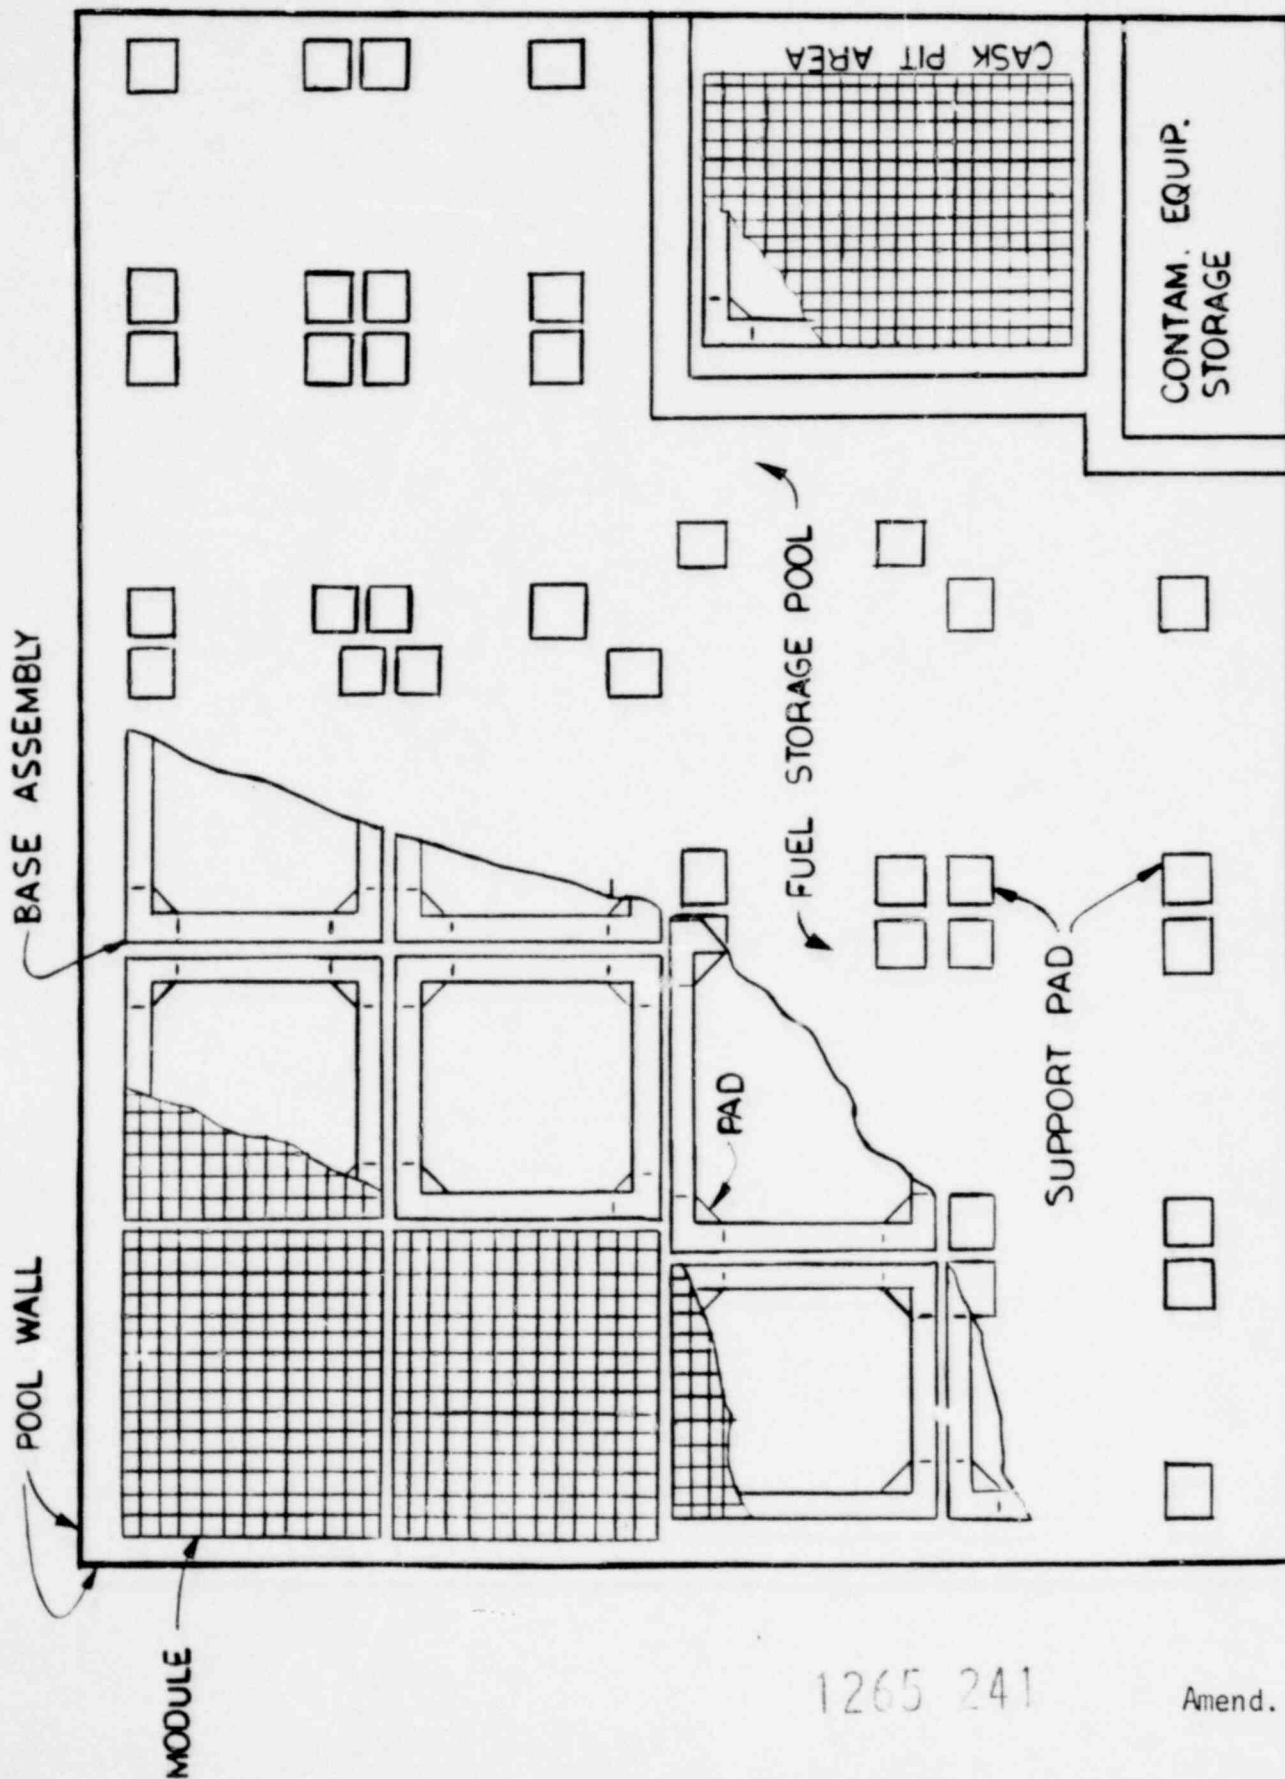 POOL WALL
BASE ASSEMBLY
MODULE
CASK PIT AREA
CONTAM. EQUIP.
STORAGE
FUEL STORAGE POOL
PAD
SUPPORT PAD
1265 241
Amend.